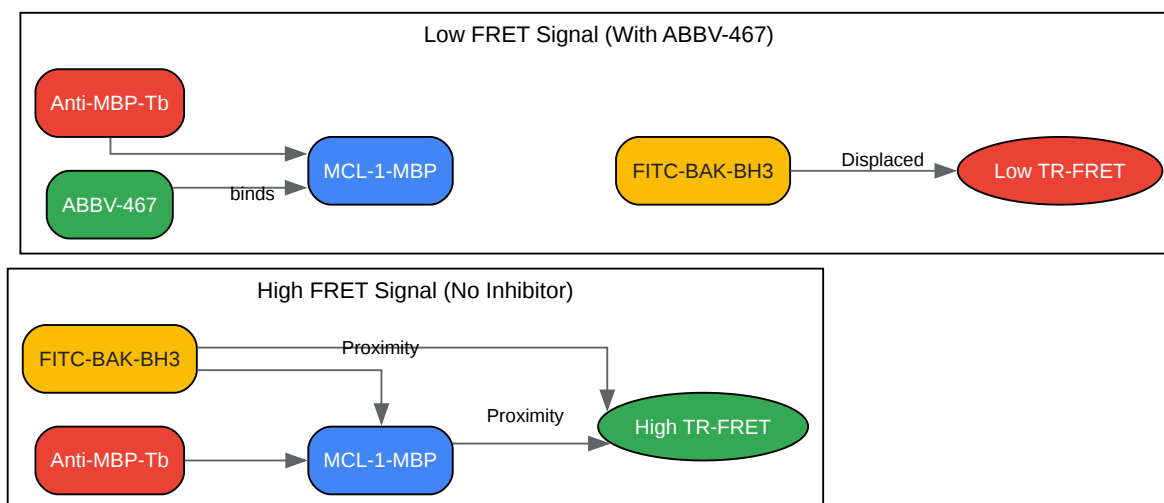 Low FRET Signal (With ABBV-467)
Anti-MBP-Tb
ABBV-467
binds
MCL-1-MBP
FITC-BAK-BH3
Displaced
Low TR-FRET
High FRET Signal (No Inhibitor)
FITC-BAK-BH3
Proximity
Anti-MBP-Tb
MCL-1-MBP
Proximity
High TR-FRET